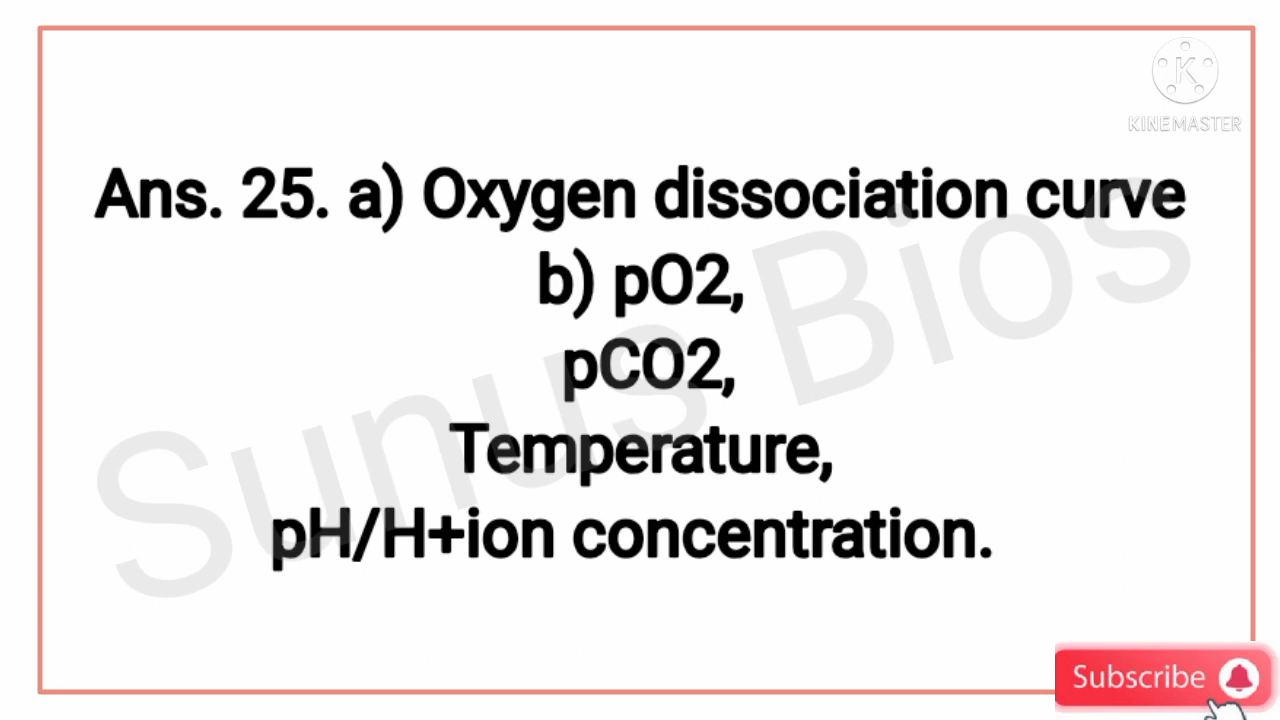 KINEMASTER
Ans. 25. a) Oxygen dissociation curve
b) pO2,
pCO2,
Temperature,
pH/H+ion concentration.
Sunus Bios
Subscribe